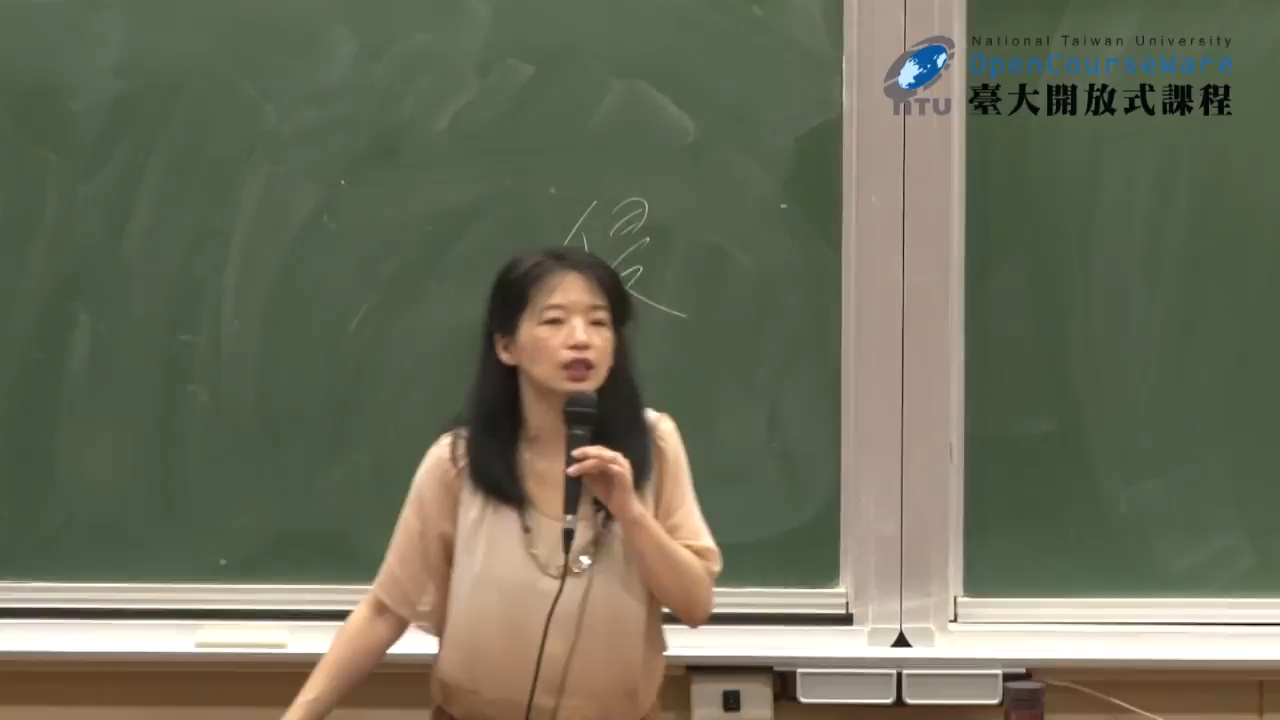 National Taiwan University
OpenCourseWare
NTU
臺大開放式課程